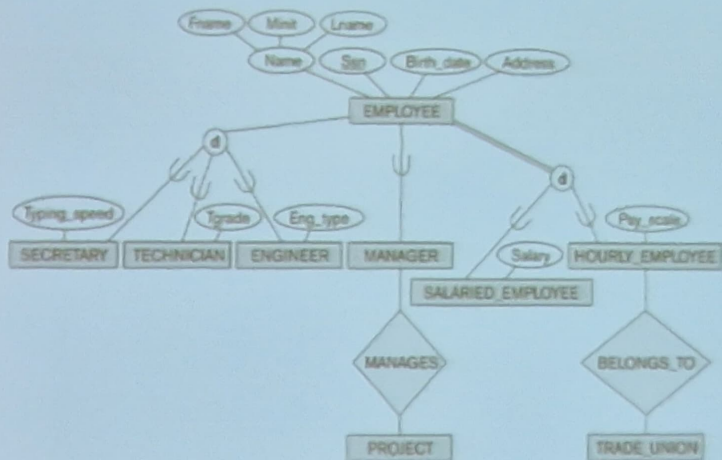 Fname Minit Lname
Name Ssn Birth_date Address
EMPLOYEE
d
d
Typing_speed Tgrade Eng_type Pay_scale
SECRETARY TECHNICIAN ENGINEER MANAGER Salary HOURLY_EMPLOYEE
SALARIED_EMPLOYEE
MANAGES BELONGS_TO
PROJECT TRADE_UNION